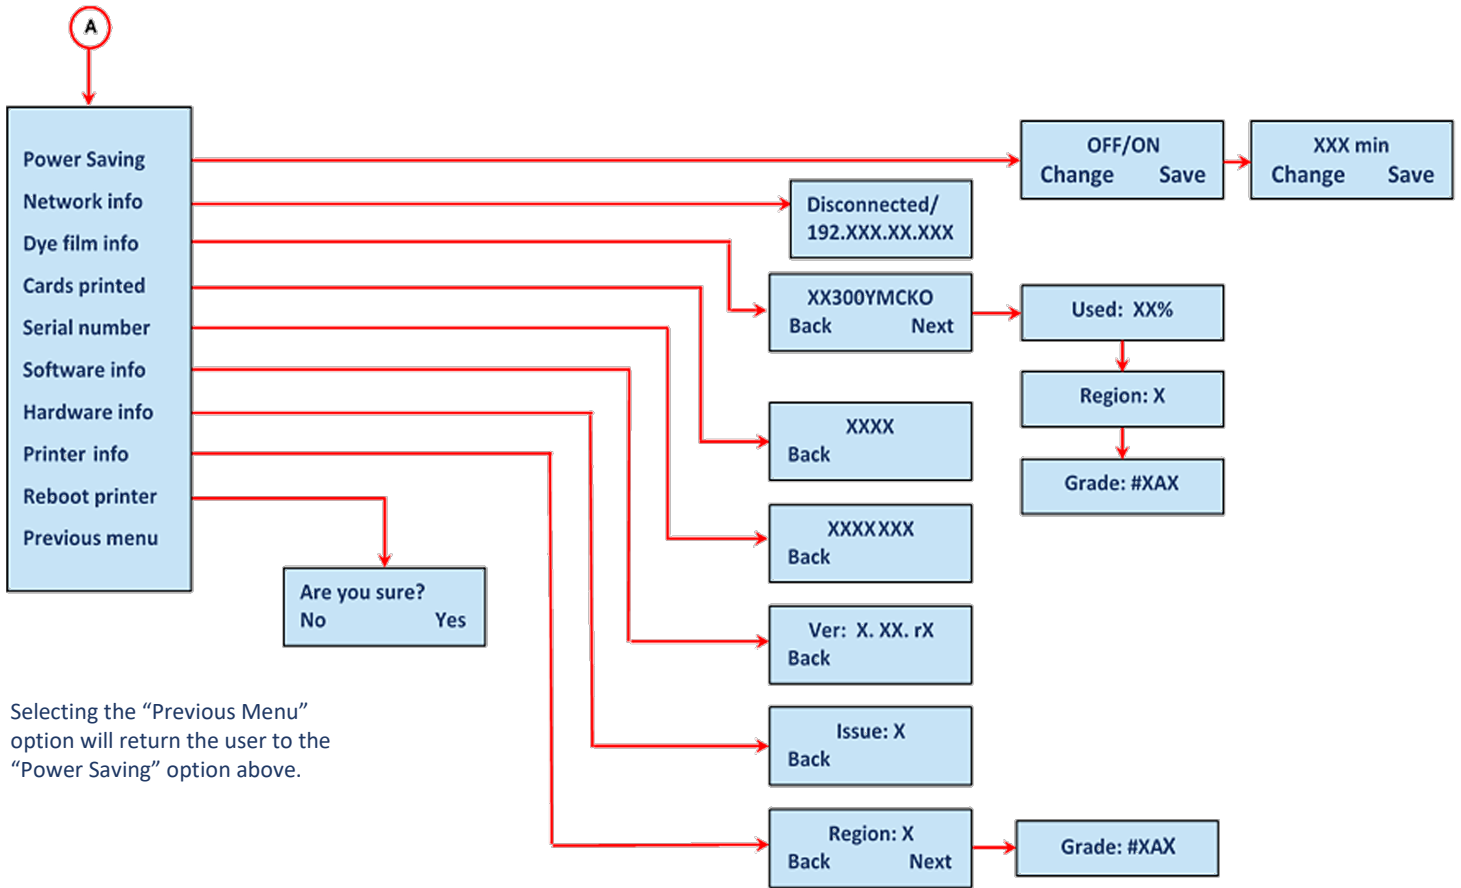 A
Power Saving
Network info
Dye film info
Cards printed
Serial number
Software info
Hardware info
Printer info
Reboot printer
Previous menu
OFF/ON
Change Save
XXX min
Change Save
Disconnected/
192.XXX.XX.XXX
XX300YMCKO
Back Next
Used: XX%
Region: X
Grade: #XAX
XXXX
Back
XXXXXXX
Back
Ver: X. XX. rX
Back
Issue: X
Back
Region: X
Back Next
Grade: #XAX
Are you sure?
No Yes
Selecting the “Previous Menu”
option will return the user to the
“Power Saving” option above.